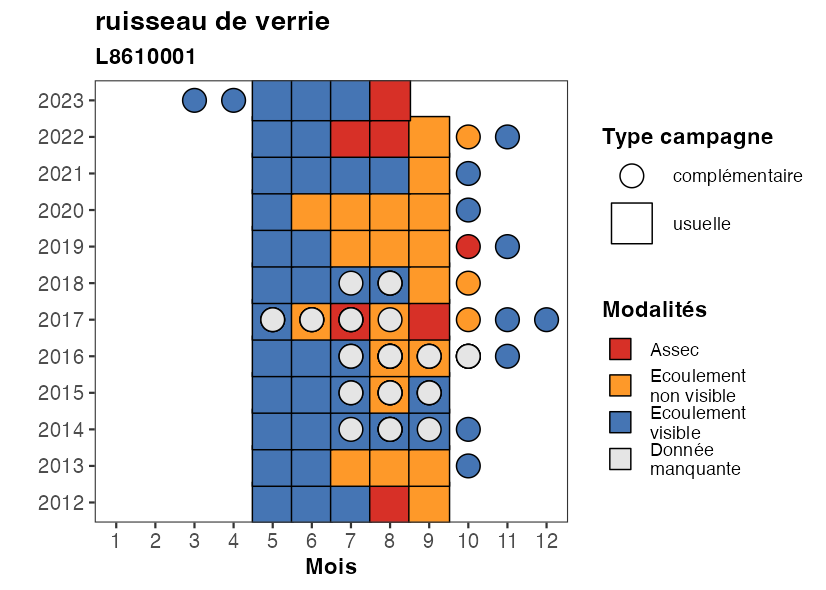 ruisseau de verrie
L8610001
2023
2022
2021
2020
2019
2018
2017
2016
2015
2014
2013
2012
1 2 3 4 5 6 7 8 9 10 11 12
Mois
Type campagne
complémentaire
usuelle
Modalités
Assec
Ecoulement
non visible
Ecoulement
visible
Donnée
manquante